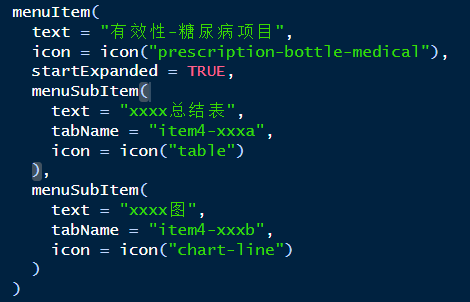 menuItem(
text = "有效性-糖尿病项目",
icon = icon("prescription-bottle-medical"),
startExpanded = TRUE,
menuSubItem(
text = "xxxx总结表",
tabName = "item4-xxxa",
icon = icon("table")
),
menuSubItem(
text = "xxxx图",
tabName = "item4-xxxb",
icon = icon("chart-line")
)
)